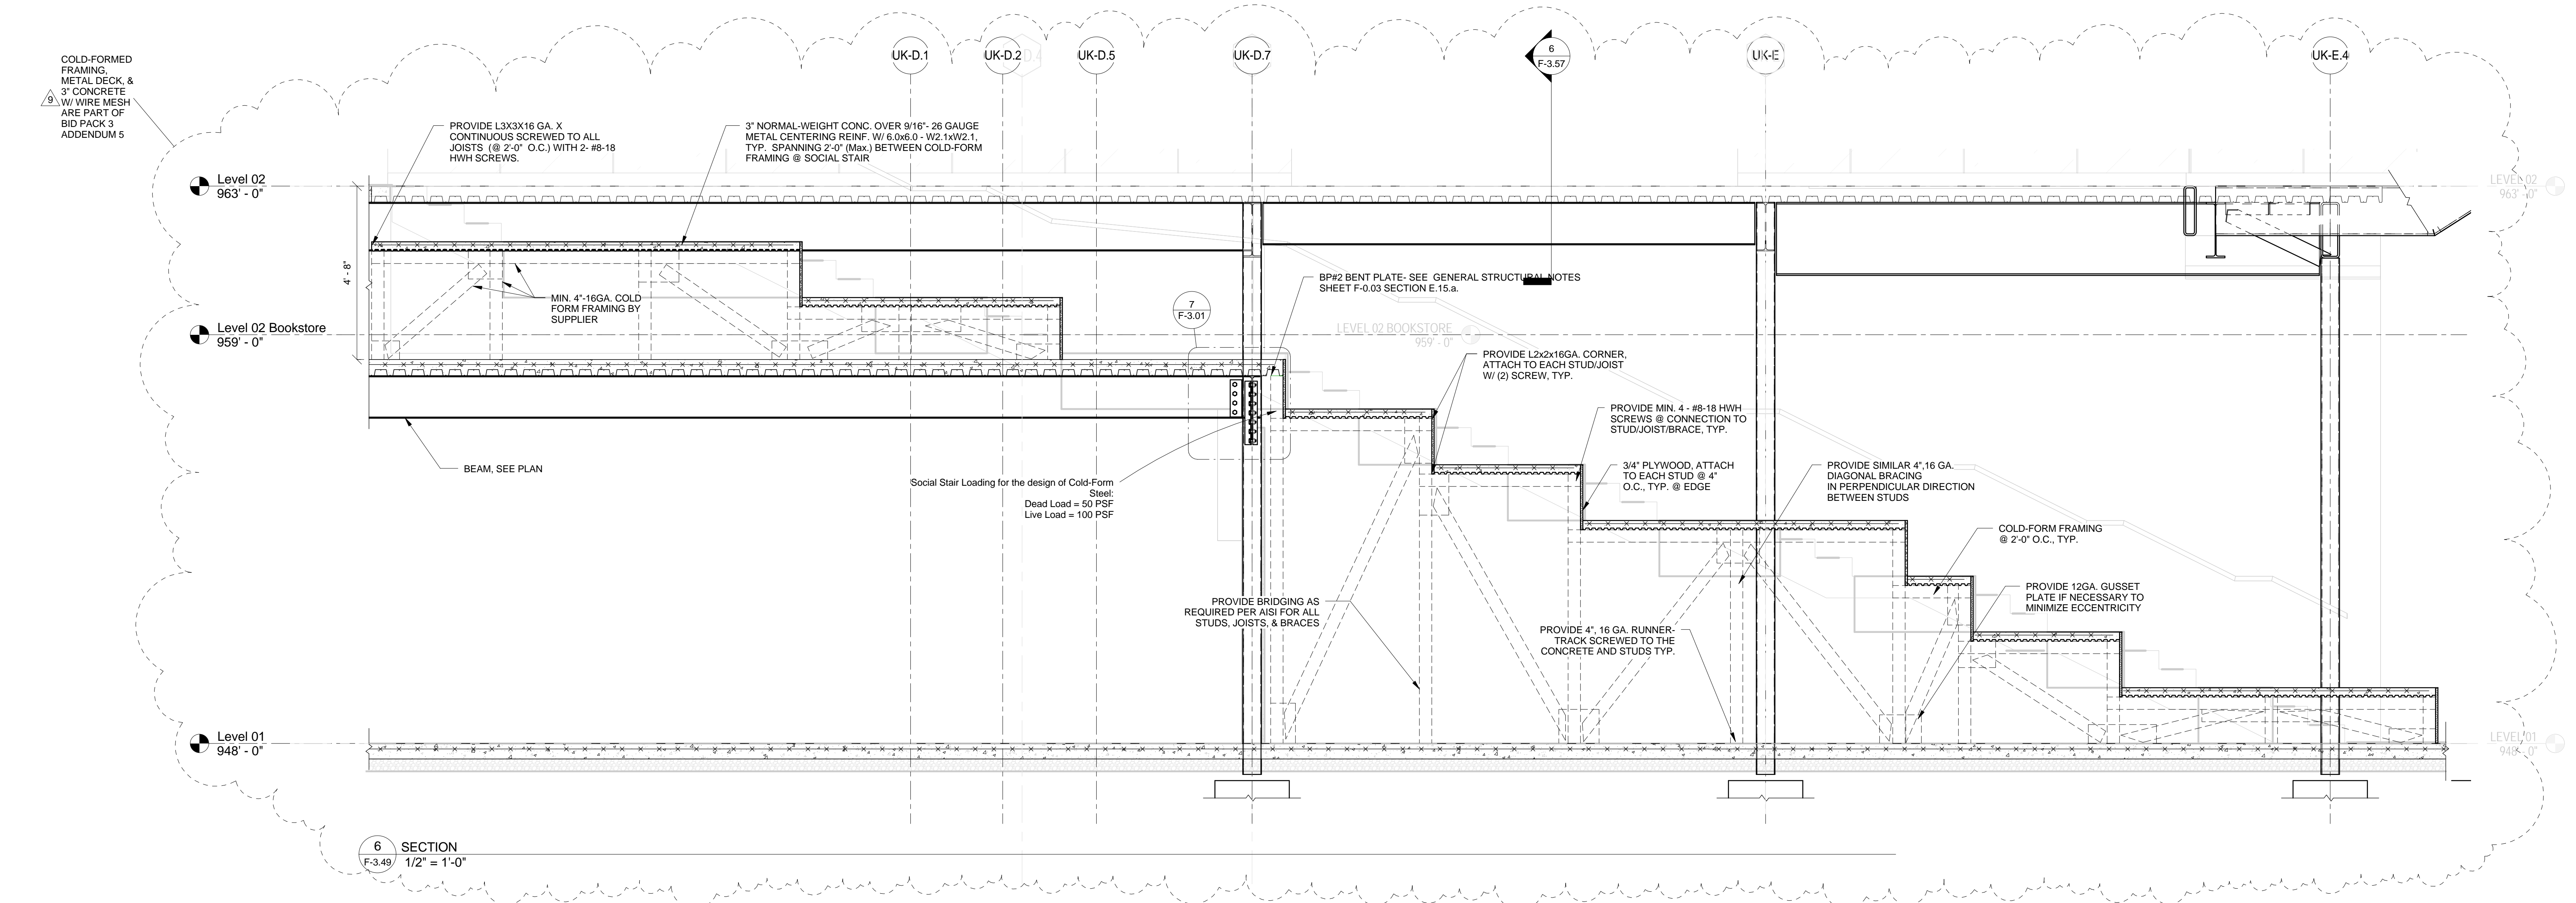 COLD-FORMED
FRAMING,
METAL DECK, &
3" CONCRETE
W/ WIRE MESH
ARE PART OF
BID PACK 3
ADDENDUM 5
9
UK-D.1
UK-D.2
D.4
UK-D.5
UK-D.7
6
F-3.57
UK-E
UK-E.4
PROVIDE L3X3X16 GA. X
CONTINUOUS SCREWED TO ALL
JOISTS (@ 2'-0" O.C.) WITH 2- #8-18
HWH SCREWS.
3" NORMAL-WEIGHT CONC. OVER 9/16"- 26 GAUGE
METAL CENTERING REINF. W/ 6.0x6.0 - W2.1xW2.1,
TYP. SPANNING 2'-0" (Max.) BETWEEN COLD-FORM
FRAMING @ SOCIAL STAIR
Level 02
963' - 0"
LEVEL 02
963' - 0"
4' - 8"
MIN. 4"-16GA. COLD
FORM FRAMING BY
SUPPLIER
BP#2 BENT PLATE- SEE GENERAL STRUCTURAL NOTES
SHEET F-0.03 SECTION E.15.a.
7
F-3.01
Level 02 Bookstore
959' - 0"
LEVEL 02 BOOKSTORE
959' - 0"
PROVIDE L2x2x16GA. CORNER,
ATTACH TO EACH STUD/JOIST
W/ (2) SCREW, TYP.
PROVIDE MIN. 4 - #8-18 HWH
SCREWS @ CONNECTION TO
STUD/JOIST/BRACE, TYP.
BEAM, SEE PLAN
3/4" PLYWOOD, ATTACH
TO EACH STUD @ 4"
O.C., TYP. @ EDGE
PROVIDE SIMILAR 4",16 GA.
DIAGONAL BRACING
IN PERPENDICULAR DIRECTION
BETWEEN STUDS
Social Stair Loading for the design of Cold-Form
Steel:
Dead Load = 50 PSF
Live Load = 100 PSF
COLD-FORM FRAMING
@ 2'-0" O.C., TYP.
PROVIDE 12GA. GUSSET
PLATE IF NECESSARY TO
MINIMIZE ECCENTRICITY
PROVIDE BRIDGING AS
REQUIRED PER AISI FOR ALL
STUDS, JOISTS, & BRACES
PROVIDE 4", 16 GA. RUNNER-
TRACK SCREWED TO THE
CONCRETE AND STUDS TYP.
Level 01
948' - 0"
LEVEL 01
948' - 0"
6
F-3.49
SECTION
1/2" = 1'-0"